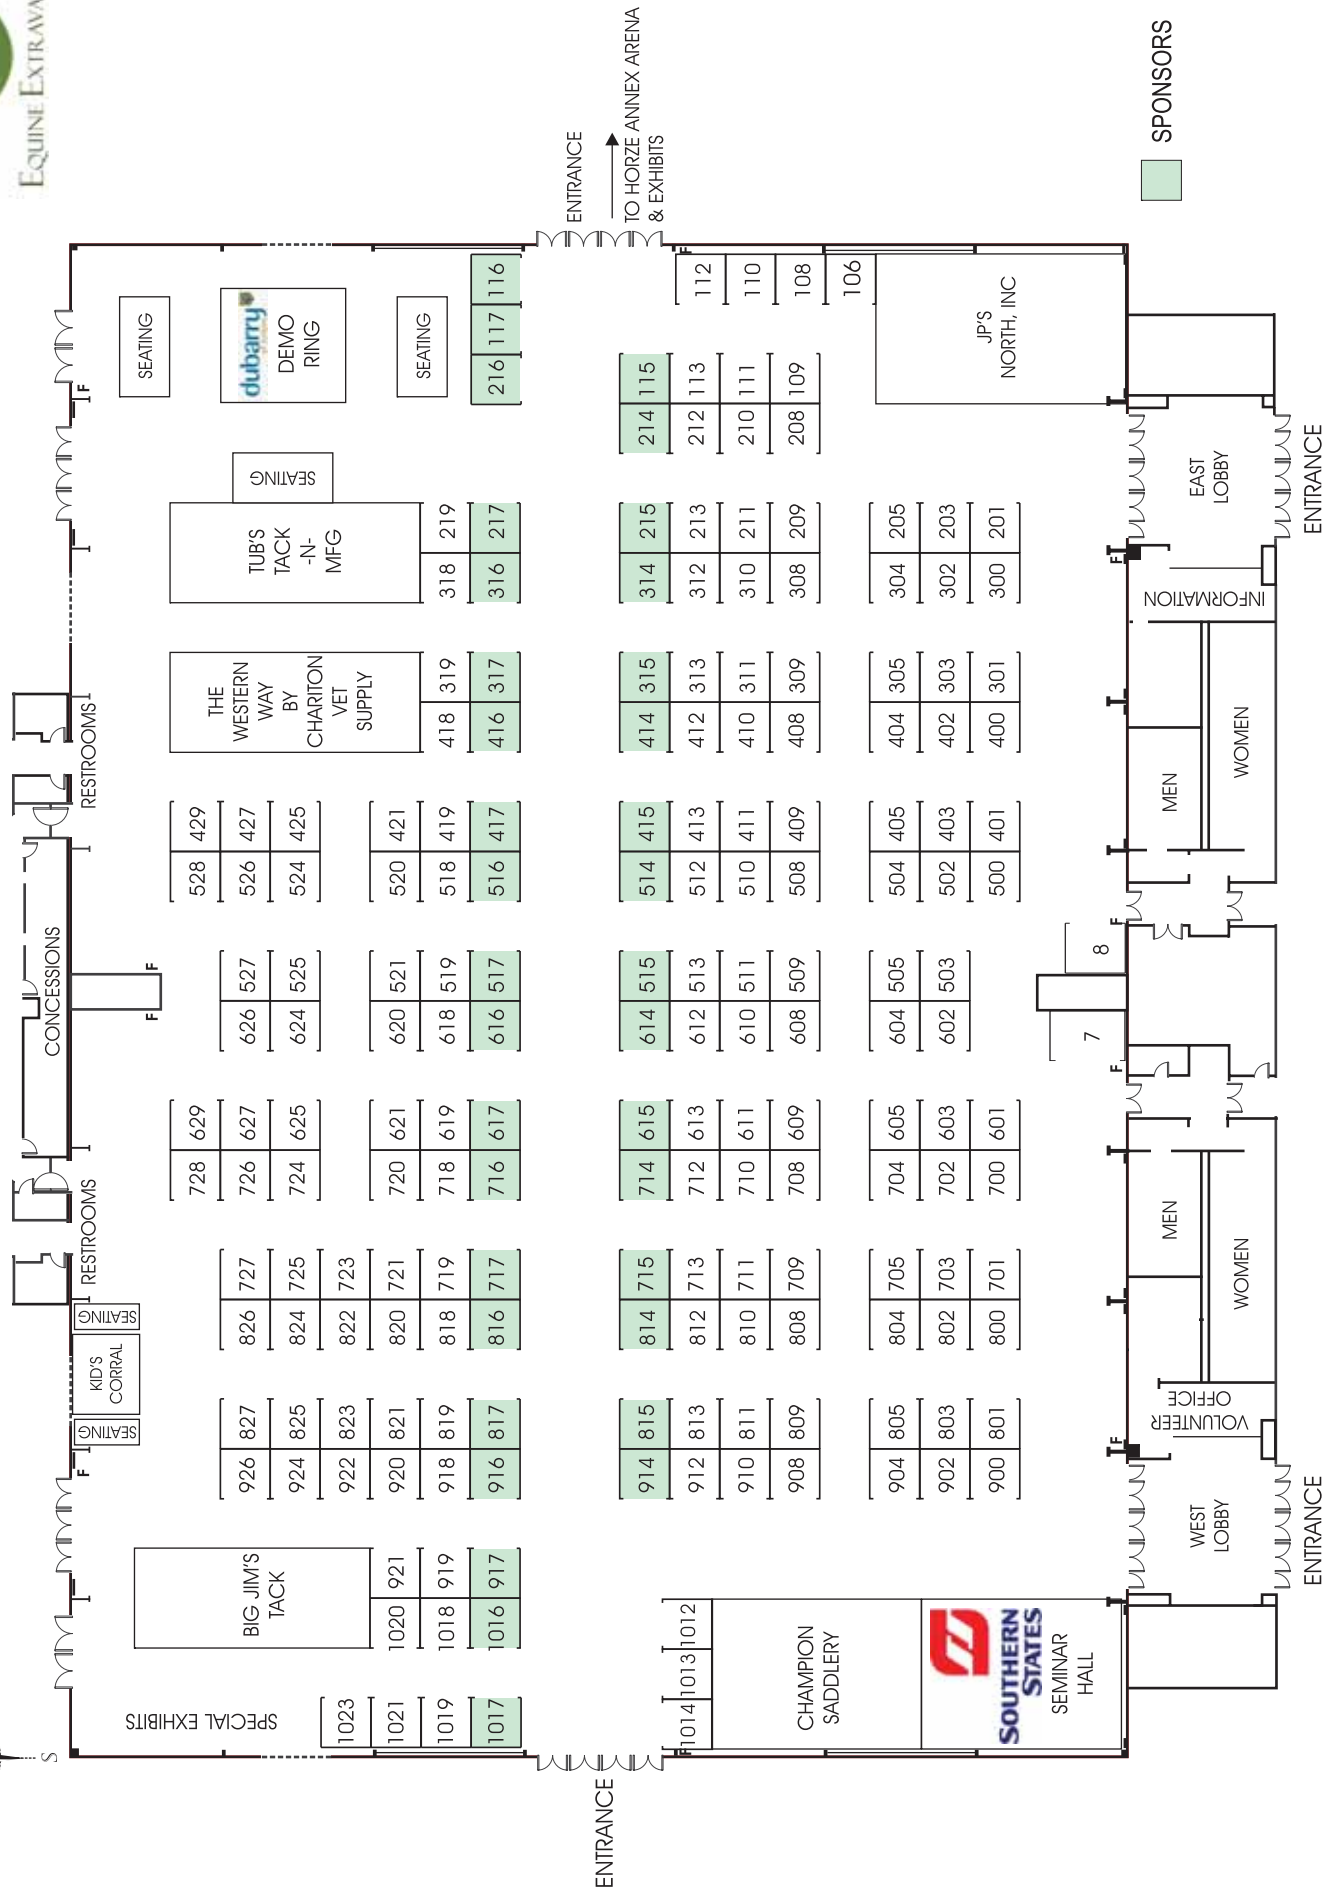 EQUINE EXTRAVA
S
RESTROOMS
CONCESSIONS
RESTROOMS
SEATING
KID'S
CORRAL
SEATING
F
F
F
F
SPECIAL EXHIBITS
BIG JIM'S
TACK
THE
WESTERN
WAY
BY
CHARITON
VET
SUPPLY
TUB'S
TACK
-N-
MFG
SEATING
SEATING
dubarry
DEMO
RING
SEATING
728 629
528 429
926 827
826 727
726 627
626 527
526 427
924 825
824 725
724 625
624 525
524 425
1023
922 823
822 723
1021
1020 921
920 821
820 721
720 621
620 521
520 421
1019
1018 919
918 819
818 719
718 619
618 519
518 419
418 319
318 219
1017
1016 917
916 817
816 717
716 617
616 517
516 417
416 317
316 217
216 117 116
ENTRANCE
ENTRANCE
TO HORZE ANNEX ARENA
& EXHIBITS
914 815
814 715
714 615
614 515
514 415
414 315
314 215
214 115
F
1014 1013 1012
912 813
812 713
712 613
612 513
512 413
412 313
312 213
212 113
112
F
910 811
810 711
710 611
610 511
510 411
410 311
310 211
210 111
110
908 809
808 709
708 609
608 509
508 409
408 309
308 209
208 109
108
106
CHAMPION
SADDLERY
904 805
804 705
704 605
604 505
504 405
404 305
304 205
902 803
802 703
702 603
602 503
502 403
402 303
302 203
900 801
800 701
700 601
500 401
400 301
300 201
JP'S
NORTH, INC
SOUTHERN
STATES
SEMINAR
HALL
7
8
F
F
F
F
WEST
LOBBY
VOLUNTEER
OFFICE
MEN
WOMEN
MEN
WOMEN
INFORMATION
EAST
LOBBY
ENTRANCE
ENTRANCE
SPONSORS